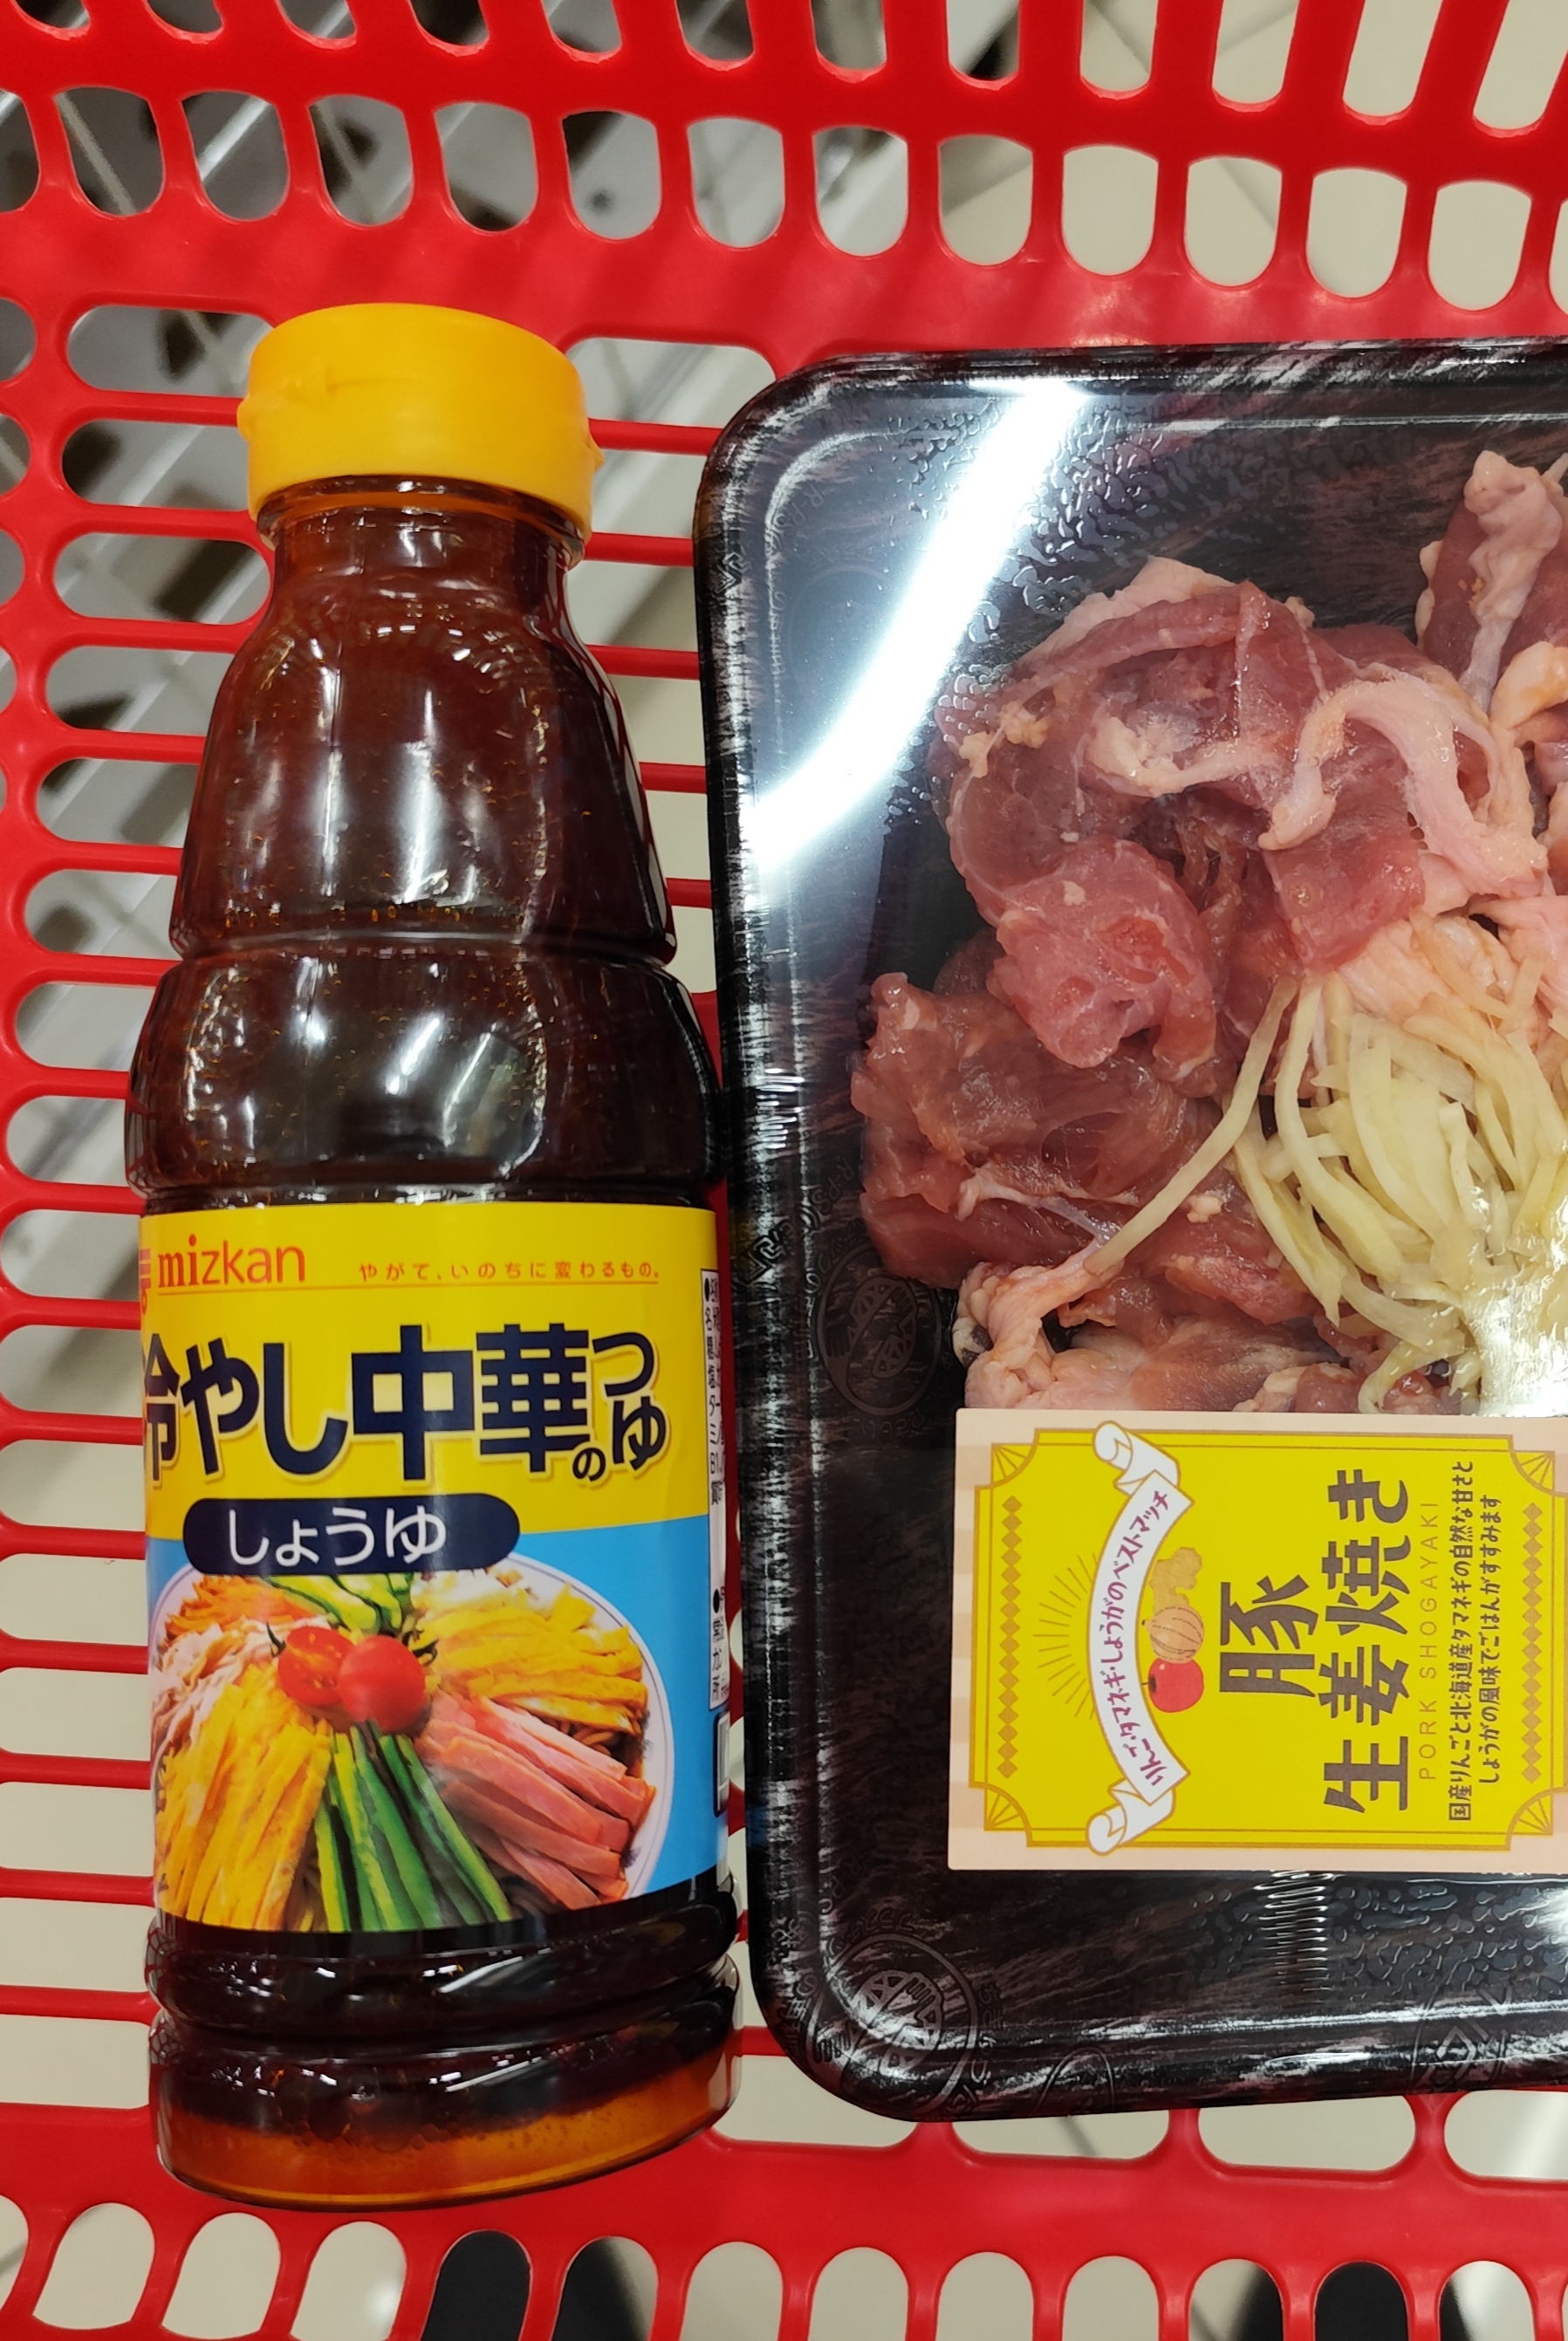 mizkan
やがて、いのちに変わるもの。
冷やし中華のつゆ
しょうゆ
りんご・タマネギ・しょうがのベストマッチ
豚
生姜焼き
PORK SHOGAYAKI
国産りんごと北海道産タマネギの自然な甘さと
しょうがの風味でごはんがすすみます